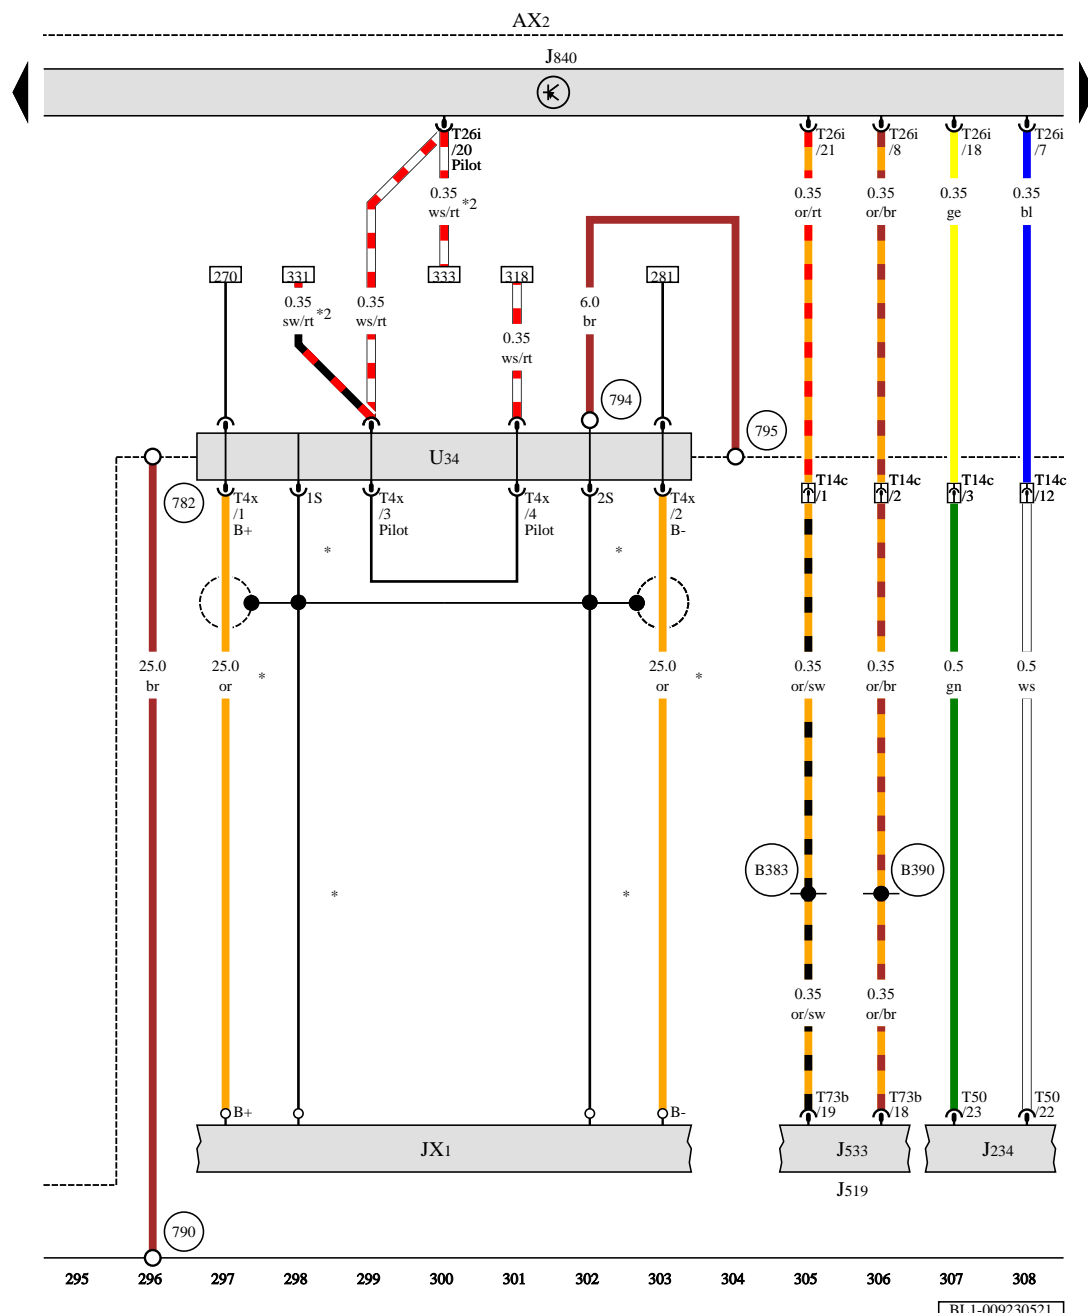 AX2
J840
T26i
/20
Pilot
T26i
/21
T26i
/8
T26i
/18
T26i
/7
0.35
ws/rt *2
0.35
or/rt
0.35
or/br
0.35
ge
0.35
bl
270
331
333
318
281
0.35
sw/rt *2
0.35
ws/rt
0.35
ws/rt
6.0
br
794
795
U34
782
T4x
/1
B+
1S
T4x
/3
Pilot
T4x
/4
Pilot
2S
T4x
/2
B-
T14c
/1
T14c
/2
T14c
/3
T14c
/12
*
*
25.0
br
25.0
or
*
25.0
or
*
0.35
or/sw
0.35
or/br
0.5
gn
0.5
ws
B383
B390
*
*
0.35
or/sw
0.35
or/br
B+
B-
T73b
/19
T73b
/18
T50
/23
T50
/22
JX1
J533
J234
J519
790
295 296 297 298 299 300 301 302 303 304 305 306 307 308
BL1-009230521